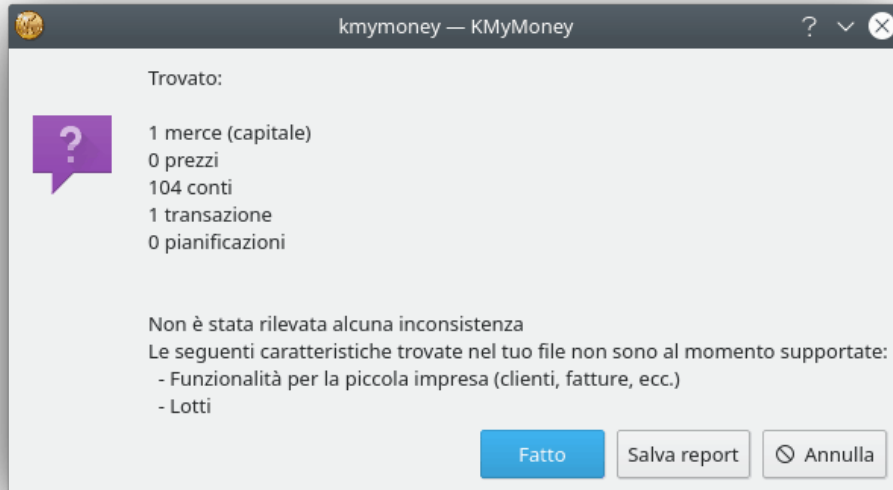 kmymoney — KMyMoney
Trovato:
1 merce (capitale)
0 prezzi
104 conti
1 transazione
0 pianificazioni
Non è stata rilevata alcuna inconsistenza
Le seguenti caratteristiche trovate nel tuo file non sono al momento supportate:
- Funzionalità per la piccola impresa (clienti, fatture, ecc.)
- Lotti
Fatto
Salva report
Annulla